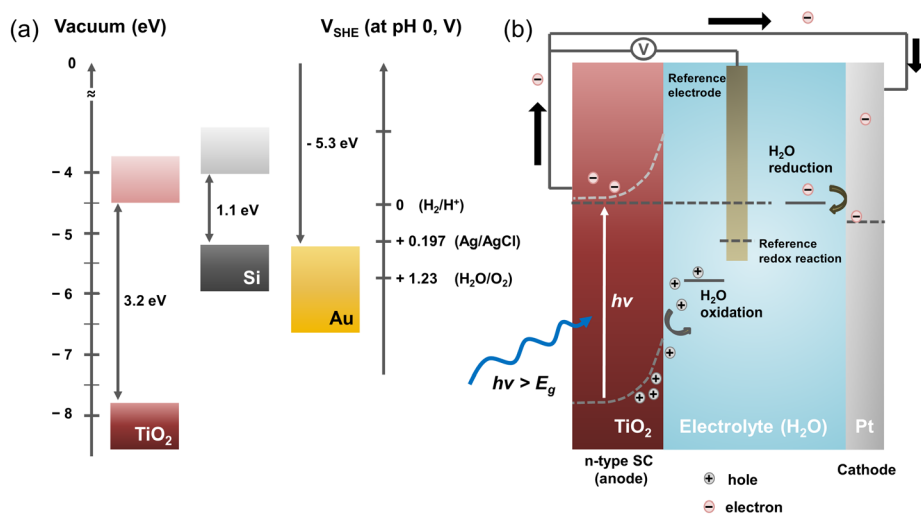 (a)
Vacuum (eV)
V_SHE (at pH 0, V)
0
≈
− 4
− 5
− 6
− 7
− 8
3.2 eV
TiO₂
1.1 eV
Si
- 5.3 eV
Au
0 (H₂/H⁺)
+ 0.197 (Ag/AgCl)
+ 1.23 (H₂O/O₂)
(b)
V
Reference
electrode
H₂O
reduction
Reference
redox reaction
H₂O
oxidation
hν
hν > E_g
TiO₂
Electrolyte (H₂O)
Pt
n-type SC
(anode)
Cathode
+ hole
− electron